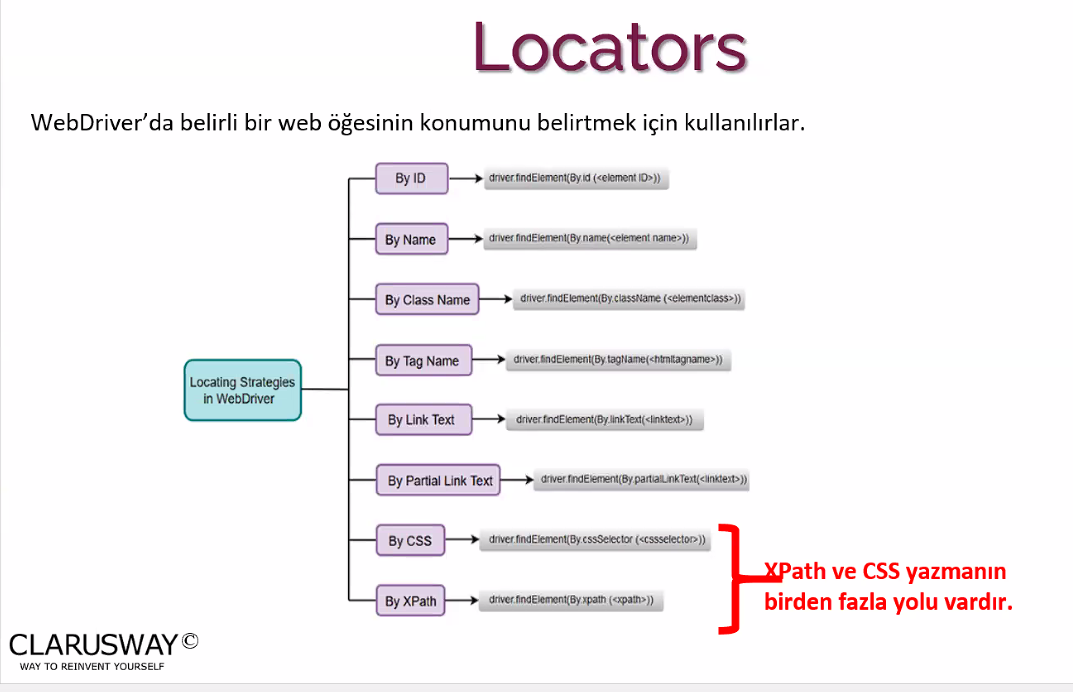 Locators
WebDriver’da belirli bir web öğesinin konumunu belirtmek için kullanılırlar.
By ID
driver.findElement(By.id (<element ID>))
By Name
driver.findElement(By.name(<element name>))
By Class Name
driver.findElement(By.className (<elementclass>))
By Tag Name
driver.findElement(By.tagName(<htmltagname>))
Locating Strategies
in WebDriver
By Link Text
driver.findElement(By.linkText(<linktext>))
By Partial Link Text
driver.findElement(By.partialLinkText(<linktext>))
By CSS
driver.findElement(By.cssSelector (<cssselector>))
By XPath
driver.findElement(By.xpath (<xpath>))
XPath ve CSS yazmanın
birden fazla yolu vardır.
CLARUSWAY©
WAY TO REINVENT YOURSELF